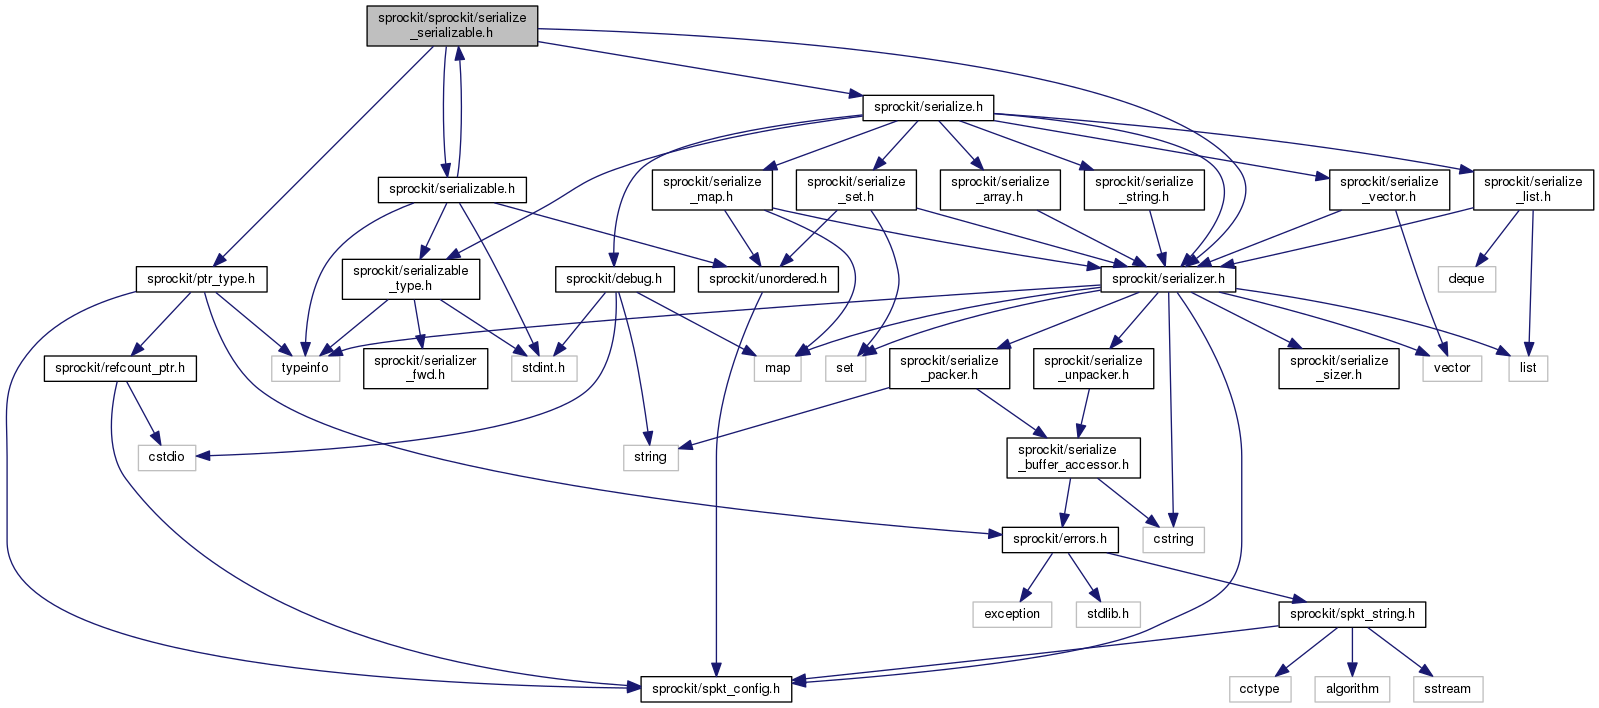 sprockit/sprockit/serialize
_serializable.h
sprockit/serialize.h
sprockit/serializable.h
sprockit/serialize
_map.h
sprockit/serialize
_set.h
sprockit/serialize
_array.h
sprockit/serialize
_string.h
sprockit/serialize
_vector.h
sprockit/serialize
_list.h
sprockit/ptr_type.h
sprockit/serializable
_type.h
sprockit/debug.h
sprockit/unordered.h
sprockit/serializer.h
deque
sprockit/refcount_ptr.h
typeinfo
sprockit/serializer
_fwd.h
stdint.h
map
set
sprockit/serialize
_packer.h
sprockit/serialize
_unpacker.h
sprockit/serialize
_sizer.h
vector
list
cstdio
string
sprockit/serialize
_buffer_accessor.h
sprockit/errors.h
cstring
exception
stdlib.h
sprockit/spkt_string.h
sprockit/spkt_config.h
cctype
algorithm
sstream